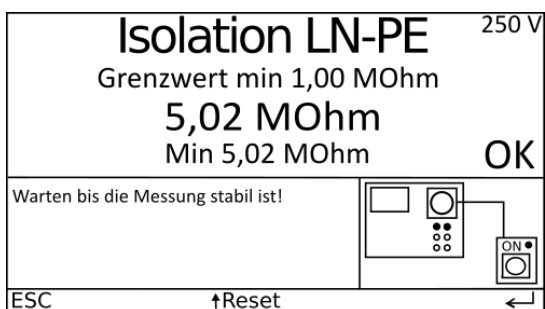 Isolation LN-PE
250 V
Grenzwert min 1,00 MOhm
5,02 MOhm
Min 5,02 MOhm
OK
Warten bis die Messung stabil ist!
ON
ESC
↑Reset
↵